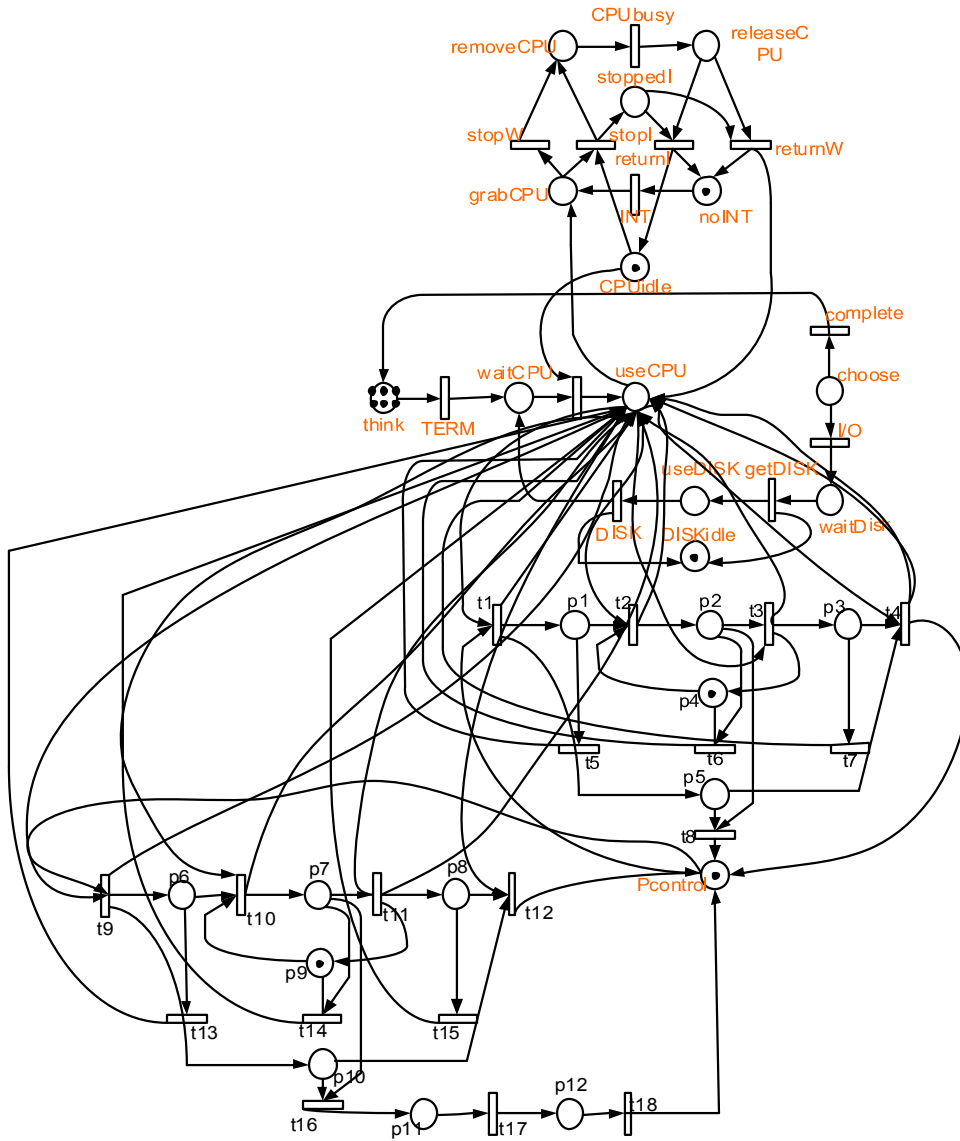 CPUbusy
removeCPU
releaseC
PU
stoppedI
stopW
stopI
returnI
returnW
grabCPU
INT
noINT
CPUidle
complete
waitCPU
useCPU
choose
think
TERM
I/O
useDISK getDISK
DISK
DISKidle
waitDisk
t1
p1
t2
p2
t3
p3
t4
p4
t5
t6
t7
p5
t8
Pcontrol
p6
p7
p8
t9
t10
t11
t12
p9
t13
t14
t15
p10
t16
p11
t17
p12
t18